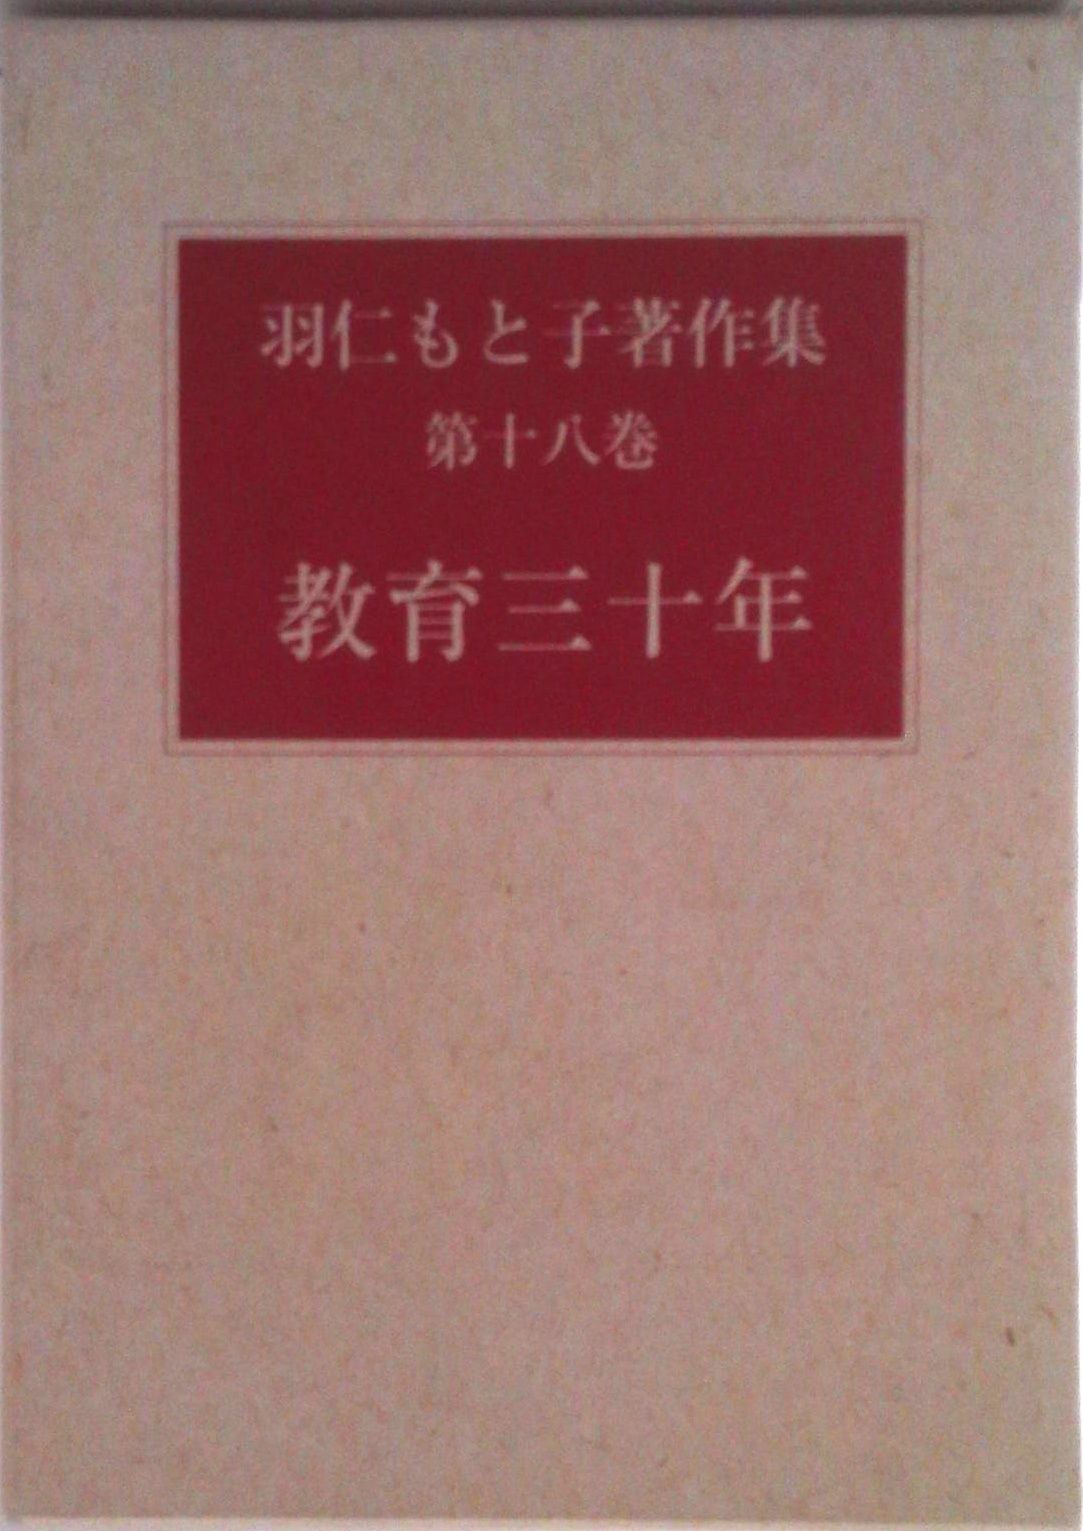 羽仁もと子著作集
第十八巻
教育三十年